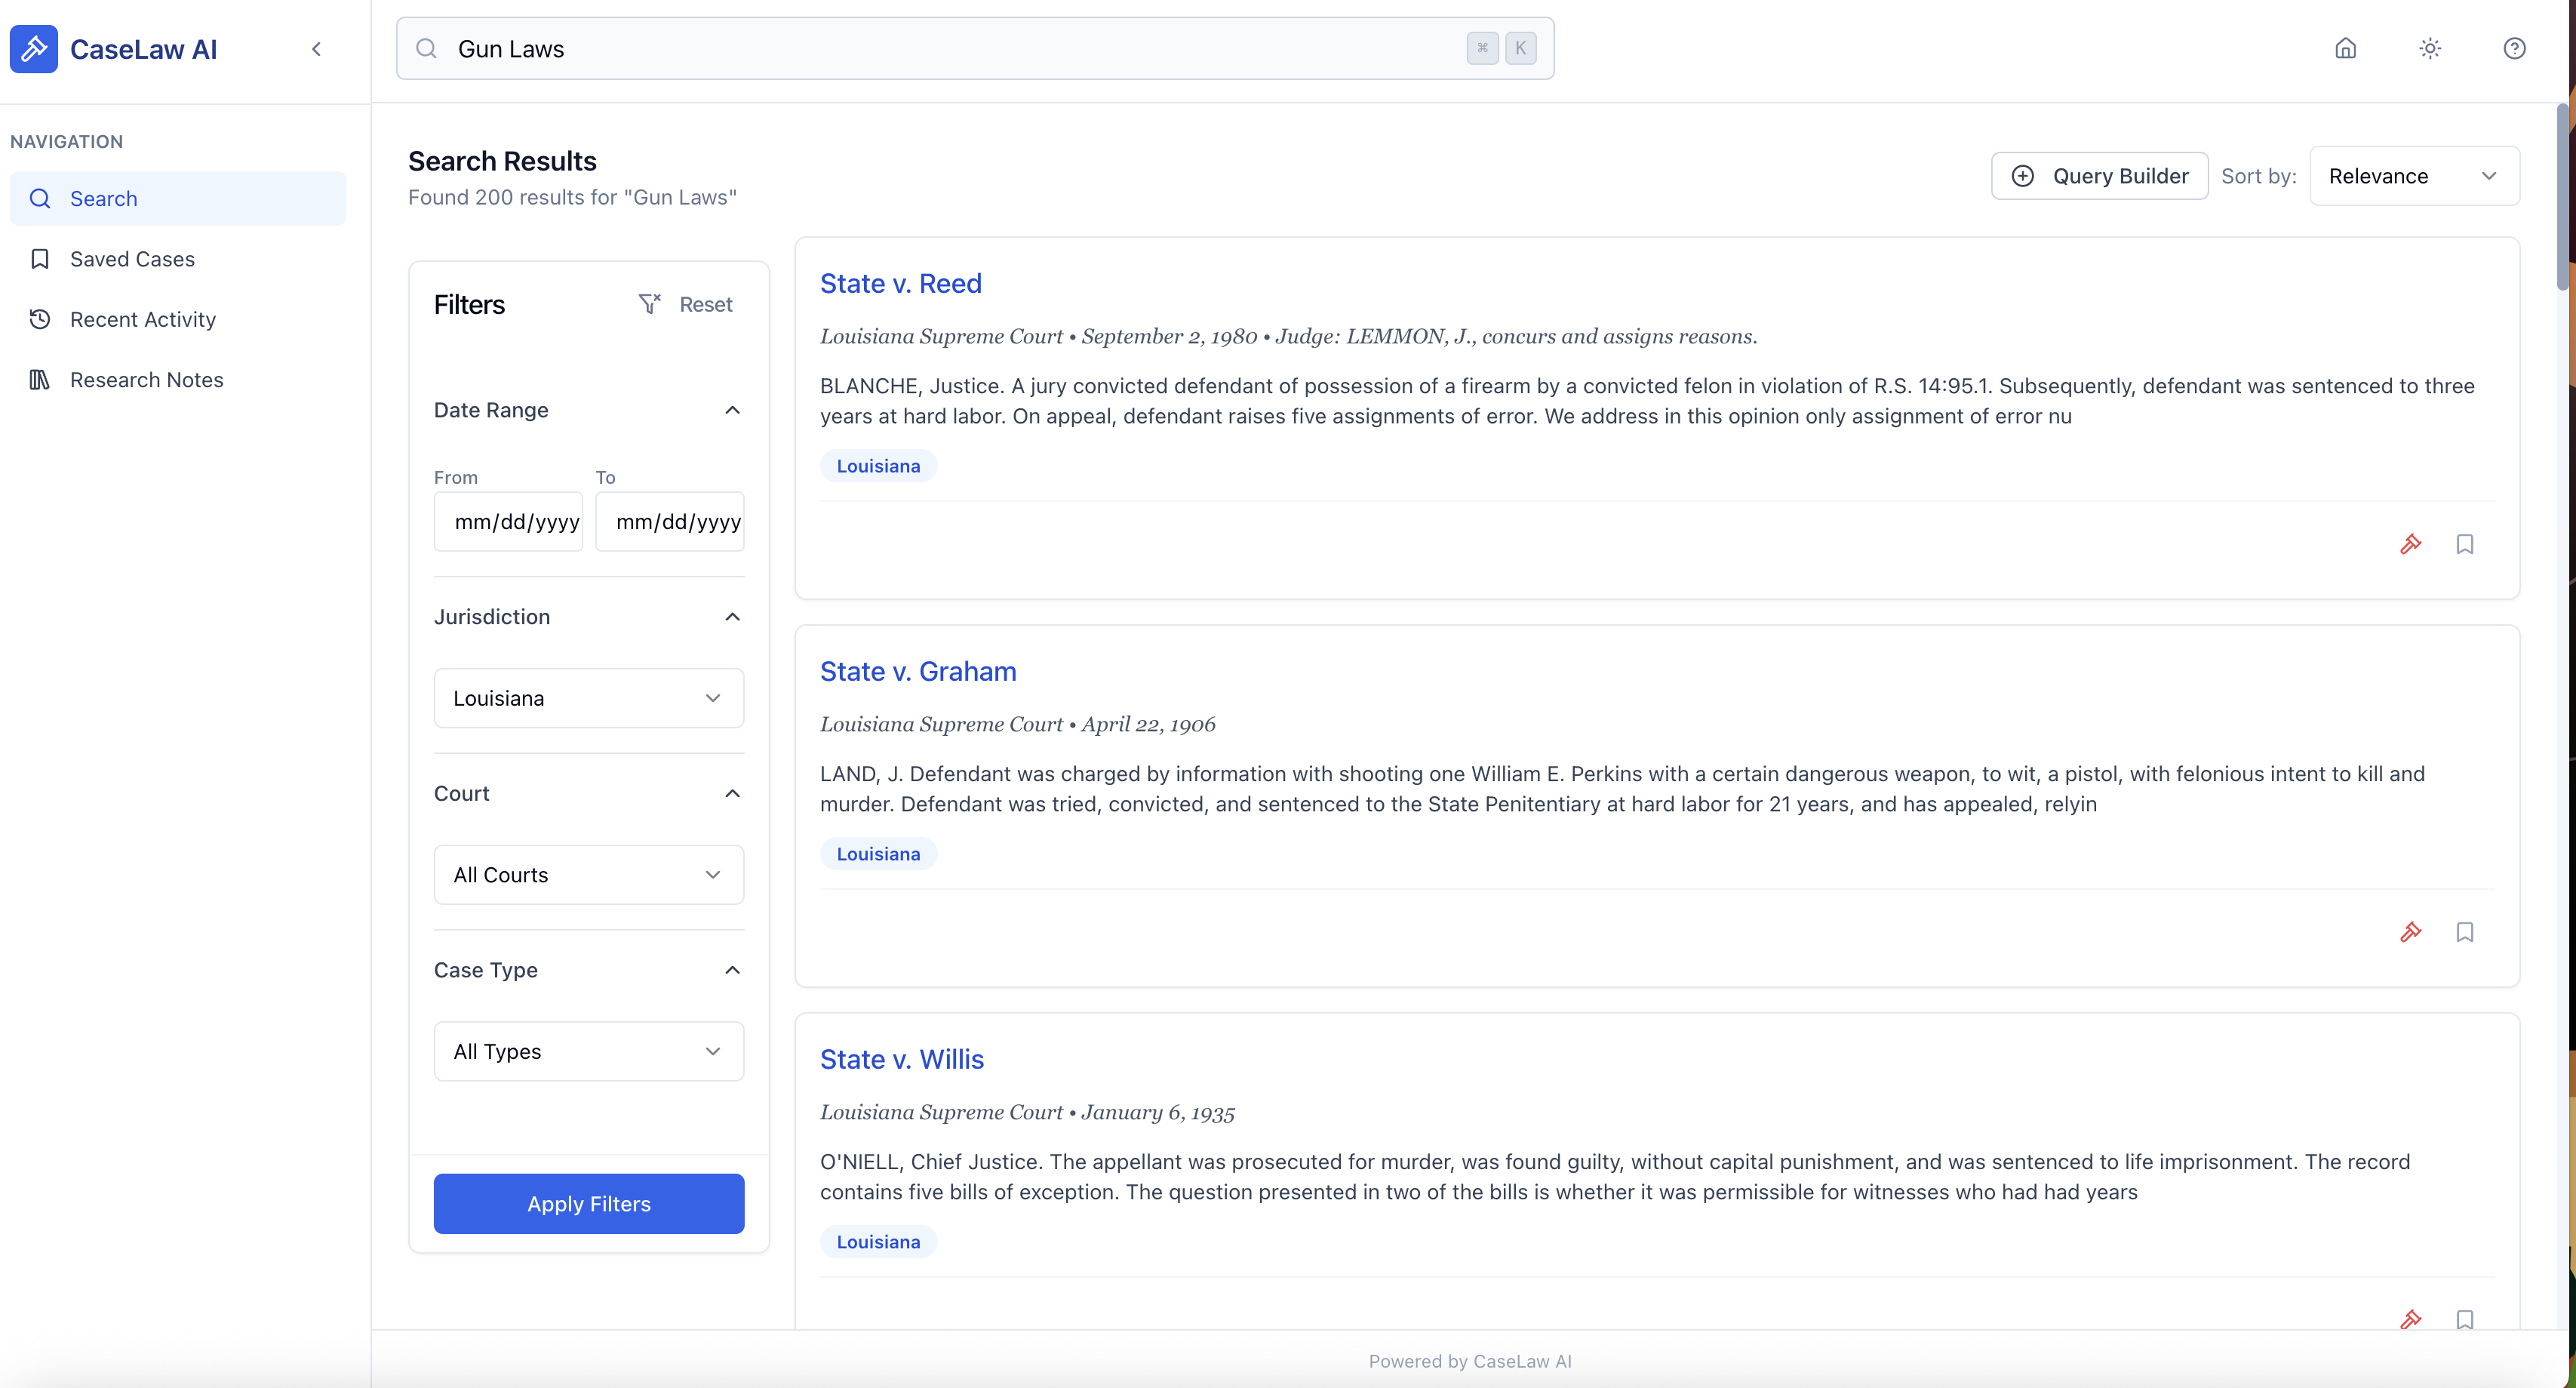 CaseLaw AI
Gun Laws
⌘ K
NAVIGATION
Search
Saved Cases
Recent Activity
Research Notes
Search Results
Found 200 results for "Gun Laws"
Query Builder
Sort by:
Relevance
Filters
Reset
Date Range
From
To
mm/dd/yyyy
mm/dd/yyyy
Jurisdiction
Louisiana
Court
All Courts
Case Type
All Types
Apply Filters
State v. Reed
Louisiana Supreme Court • September 2, 1980 • Judge: LEMMON, J., concurs and assigns reasons.
BLANCHE, Justice. A jury convicted defendant of possession of a firearm by a convicted felon in violation of R.S. 14:95.1. Subsequently, defendant was sentenced to three
years at hard labor. On appeal, defendant raises five assignments of error. We address in this opinion only assignment of error nu
Louisiana
State v. Graham
Louisiana Supreme Court • April 22, 1906
LAND, J. Defendant was charged by information with shooting one William E. Perkins with a certain dangerous weapon, to wit, a pistol, with felonious intent to kill and
murder. Defendant was tried, convicted, and sentenced to the State Penitentiary at hard labor for 21 years, and has appealed, relyin
Louisiana
State v. Willis
Louisiana Supreme Court • January 6, 1935
O'NIELL, Chief Justice. The appellant was prosecuted for murder, was found guilty, without capital punishment, and was sentenced to life imprisonment. The record
contains five bills of exception. The question presented in two of the bills is whether it was permissible for witnesses who had had years
Louisiana
Powered by CaseLaw AI